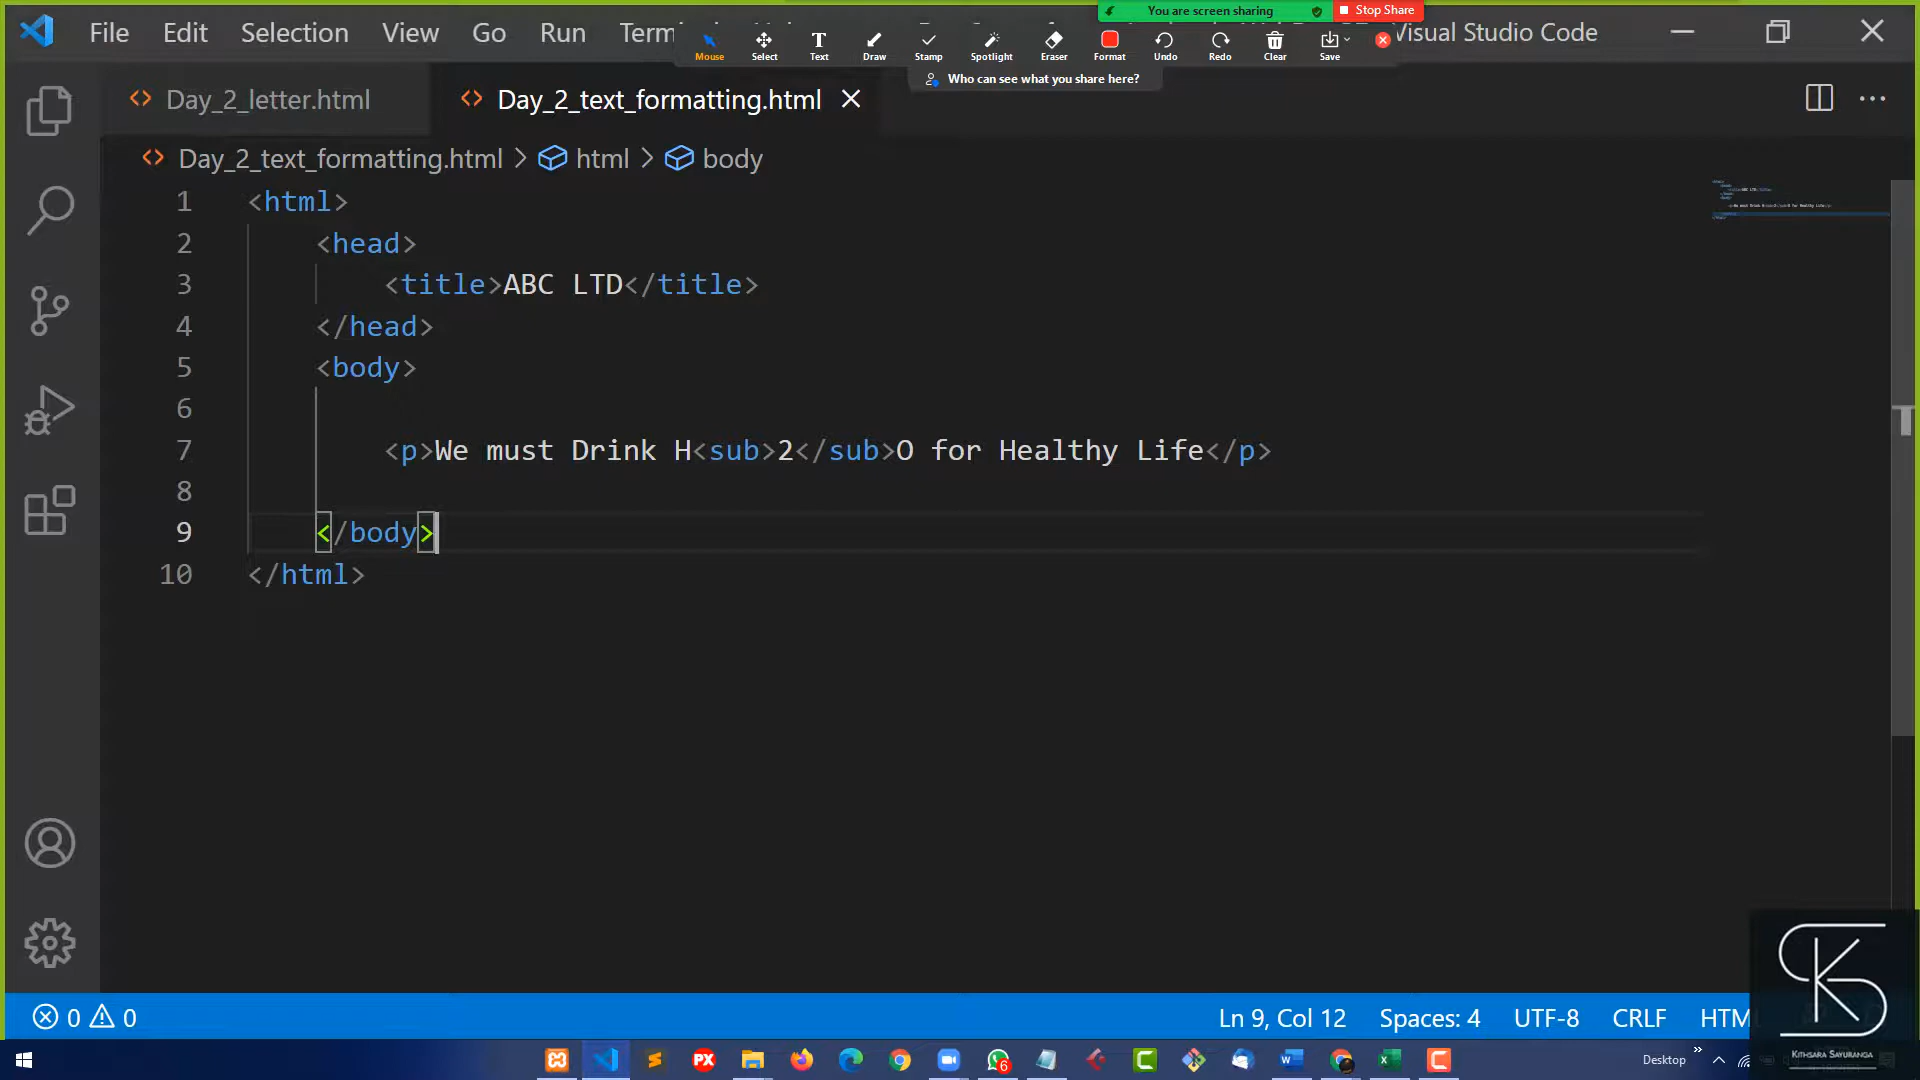 You are screen sharing Stop Share
File Edit Selection View Go Run Term Visual Studio Code
Mouse Select Text Draw Stamp Spotlight Eraser Format Undo Redo Clear Save
Who can see what you share here?
Day_2_letter.html Day_2_text_formatting.html
Day_2_text_formatting.html > html > body
1 <html>
2 <head>
3 <title>ABC LTD</title>
4 </head>
5 <body>
6
7 <p>We must Drink H<sub>2</sub>O for Healthy Life</p>
8
9 </body>
10 </html>
0 0 Ln 9, Col 12 Spaces: 4 UTF-8 CRLF HTM
KITHSARA SAYURANGA
PX 6 Desktop